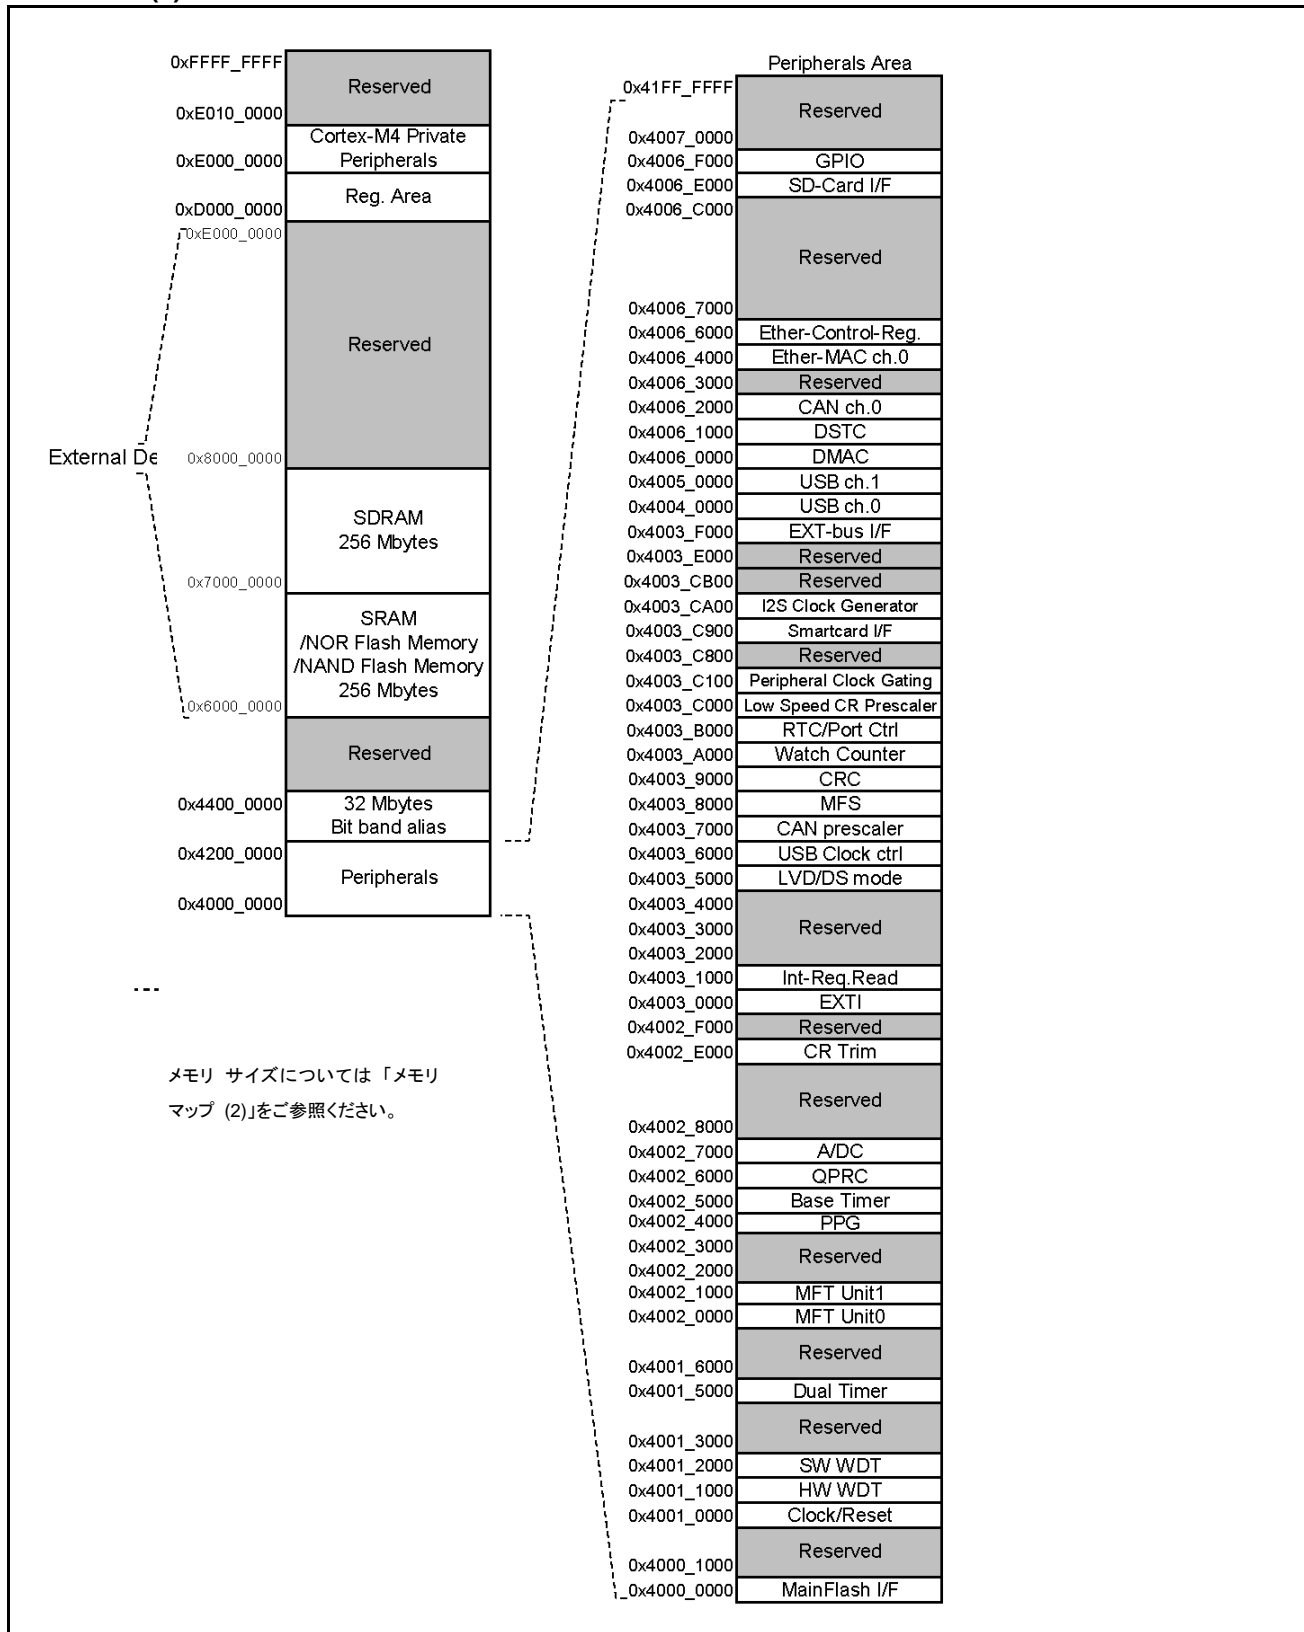 0xFFFF_FFFF
Reserved
0xE010_0000
Cortex-M4 Private
0xE000_0000 Peripherals
Reg. Area
0xD000_0000
0xE000_0000
Reserved
External De
0x8000_0000
SDRAM
256 Mbytes
0x7000_0000
SRAM
/NOR Flash Memory
/NAND Flash Memory
256 Mbytes
0x6000_0000
Reserved
0x4400_0000 32 Mbytes
Bit band alias
0x4200_0000
Peripherals
0x4000_0000
メモリ サイズについては 「メモリ
マップ (2)」をご参照ください。
Peripherals Area
0x41FF_FFFF
Reserved
0x4007_0000
0x4006_F000 GPIO
0x4006_E000 SD-Card I/F
0x4006_C000
Reserved
0x4006_7000
0x4006_6000 Ether-Control-Reg.
0x4006_4000 Ether-MAC ch.0
0x4006_3000 Reserved
0x4006_2000 CAN ch.0
0x4006_1000 DSTC
0x4006_0000 DMAC
0x4005_0000 USB ch.1
0x4004_0000 USB ch.0
0x4003_F000 EXT-bus I/F
0x4003_E000 Reserved
0x4003_CB00 Reserved
0x4003_CA00 I2S Clock Generator
0x4003_C900 Smartcard I/F
0x4003_C800 Reserved
0x4003_C100 Peripheral Clock Gating
0x4003_C000 Low Speed CR Prescaler
0x4003_B000 RTC/Port Ctrl
0x4003_A000 Watch Counter
0x4003_9000 CRC
0x4003_8000 MFS
0x4003_7000 CAN prescaler
0x4003_6000 USB Clock ctrl
0x4003_5000 LVD/DS mode
0x4003_4000
0x4003_3000 Reserved
0x4003_2000
0x4003_1000 Int-Req.Read
0x4003_0000 EXTI
0x4002_F000 Reserved
0x4002_E000 CR Trim
Reserved
0x4002_8000
0x4002_7000 A/DC
0x4002_6000 QPRC
0x4002_5000 Base Timer
0x4002_4000 PPG
0x4002_3000
Reserved
0x4002_2000
0x4002_1000 MFT Unit1
0x4002_0000 MFT Unit0
Reserved
0x4001_6000
0x4001_5000 Dual Timer
Reserved
0x4001_3000
0x4001_2000 SW WDT
0x4001_1000 HW WDT
0x4001_0000 Clock/Reset
Reserved
0x4000_1000
0x4000_0000 MainFlash I/F